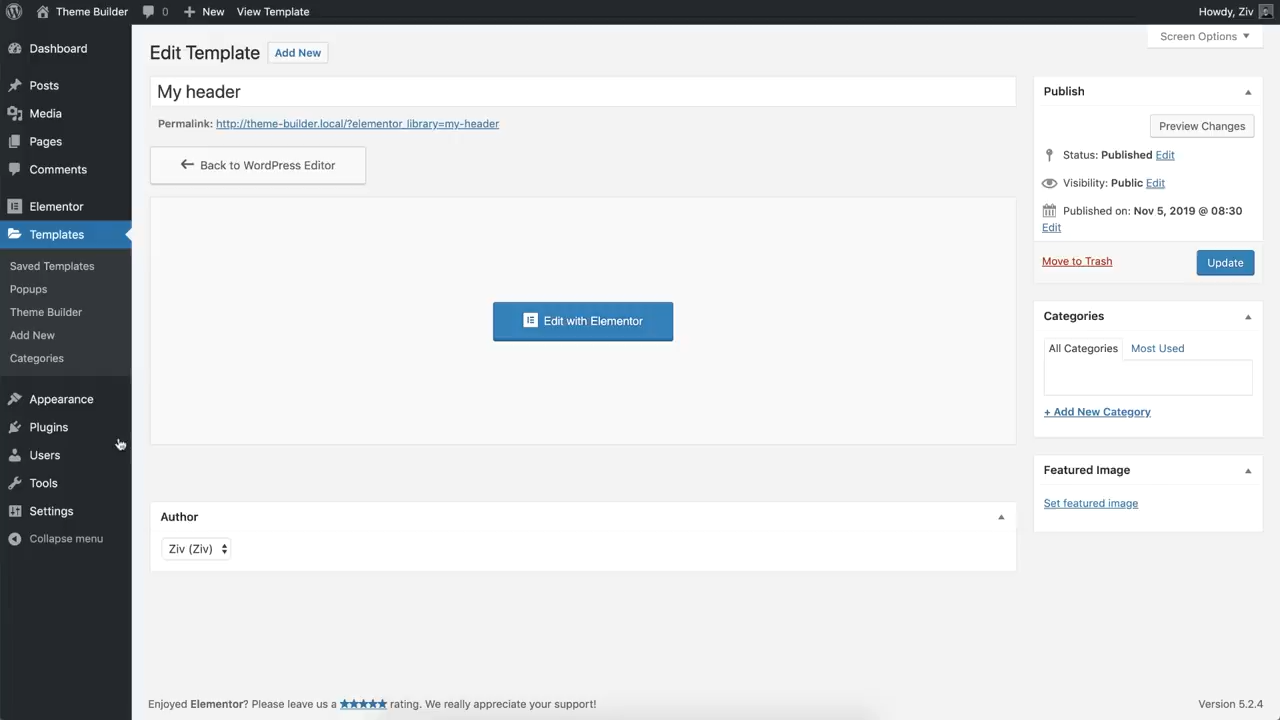 Theme Builder 0 + New View Template Howdy, Ziv
Screen Options
Dashboard
Posts
Media
Pages
Comments
Elementor
Templates
Saved Templates
Popups
Theme Builder
Add New
Categories
Appearance
Plugins
Users
Tools
Settings
Collapse menu
Edit Template Add New
My header
Permalink: http://theme-builder.local/?elementor_library=my-header
← Back to WordPress Editor
Edit with Elementor
Author
Ziv (Ziv)
Publish
Preview Changes
Status: Published Edit
Visibility: Public Edit
Published on: Nov 5, 2019 @ 08:30
Edit
Move to Trash Update
Categories
All Categories Most Used
+ Add New Category
Featured Image
Set featured image
Enjoyed Elementor? Please leave us a ★★★★★ rating. We really appreciate your support! Version 5.2.4